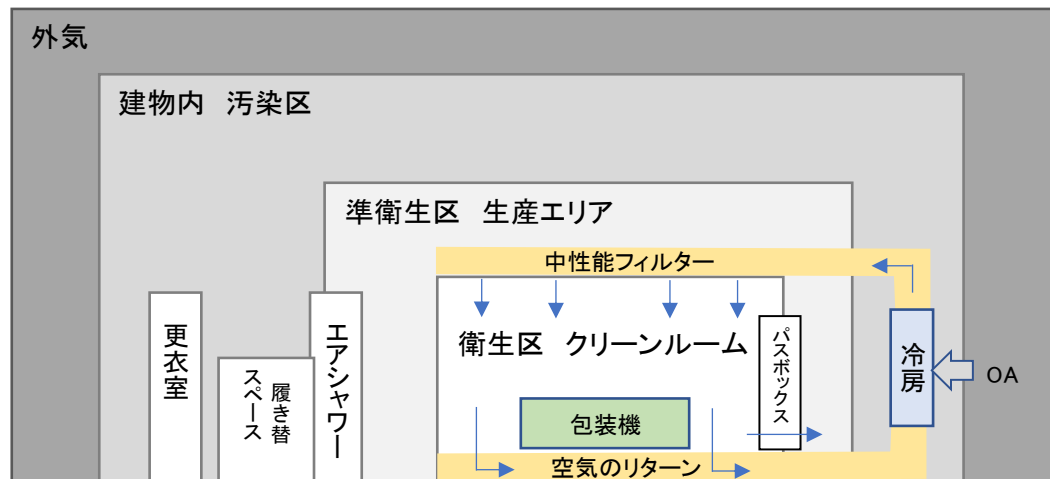 外気
建物内　汚染区
準衛生区　生産エリア
中性能フィルター
更衣室
エアシャワー
履き替
スペース
衛生区　クリーンルーム
パスボックス
冷房
OA
包装機
空気のリターン